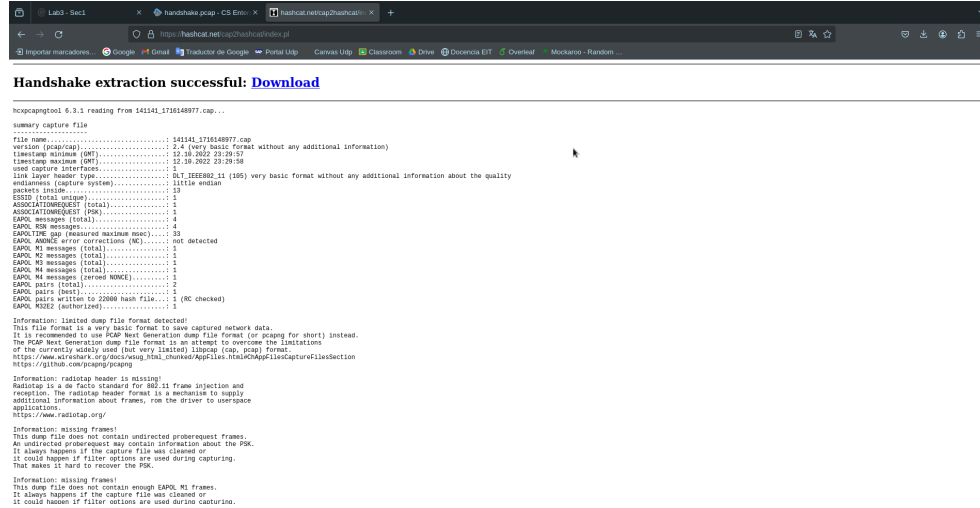 Lab3 - Sec1
handshake.pcap - CS Enter
hashcat.net/cap2hashcat/in
https://hashcat.net/cap2hashcat/index.pl
Importar marcadores... Google Gmail Traductor de Google Portal Udp Canvas Udp Classroom Drive Docencia EIT Overleaf Mockaroo - Random ...
Handshake extraction successful: Download
hcxpcapngtool 6.3.1 reading from 141141_1716148977.cap...
summary capture file
--------------------
file name................................: 141141_1716148977.cap
version (pcap/cap).......................: 2.4 (very basic format without any additional information)
timestamp minimum (GMT)..................: 12.10.2022 23:29:57
timestamp maximum (GMT)..................: 12.10.2022 23:29:58
used capture interfaces..................: 1
link layer header type...................: DLT_IEEE802_11 (105) very basic format without any additional information about the quality
endianness (capture system)..............: little endian
packets inside...........................: 13
ESSID (total unique).....................: 1
ASSOCIATIONREQUEST (total)...............: 1
ASSOCIATIONREQUEST (PSK).................: 1
EAPOL messages (total)...................: 4
EAPOL RSN messages.......................: 4
EAPOLTIME gap (measured maximum msec)....: 33
EAPOL ANONCE error corrections (NC)......: not detected
EAPOL M1 messages (total)................: 1
EAPOL M2 messages (total)................: 1
EAPOL M3 messages (total)................: 1
EAPOL M4 messages (total)................: 1
EAPOL M4 messages (zeroed NONCE).........: 1
EAPOL pairs (total)......................: 2
EAPOL pairs (best).......................: 1
EAPOL pairs written to 22000 hash file...: 1 (RC checked)
EAPOL M32E2 (authorized).................: 1
Information: limited dump file format detected!
This file format is a very basic format to save captured network data.
It is recommended to use PCAP Next Generation dump file format (or pcapng for short) instead.
The PCAP Next Generation dump file format is an attempt to overcome the limitations
of the currently widely used (but very limited) libpcap (cap, pcap) format.
https://www.wireshark.org/docs/wsug_html_chunked/AppFiles.html#ChAppFilesCaptureFilesSection
https://github.com/pcapng/pcapng
Information: radiotap header is missing!
Radiotap is a de facto standard for 802.11 frame injection and
reception. The radiotap header format is a mechanism to supply
additional information about frames, rom the driver to userspace
applications.
https://www.radiotap.org/
Information: missing frames!
This dump file does not contain undirected proberequest frames.
An undirected proberequest may contain information about the PSK.
It always happens if the capture file was cleaned or
it could happen if filter options are used during capturing.
That makes it hard to recover the PSK.
Information: missing frames!
This dump file does not contain enough EAPOL M1 frames.
It always happens if the capture file was cleaned or
it could happen if filter options are used during capturing.